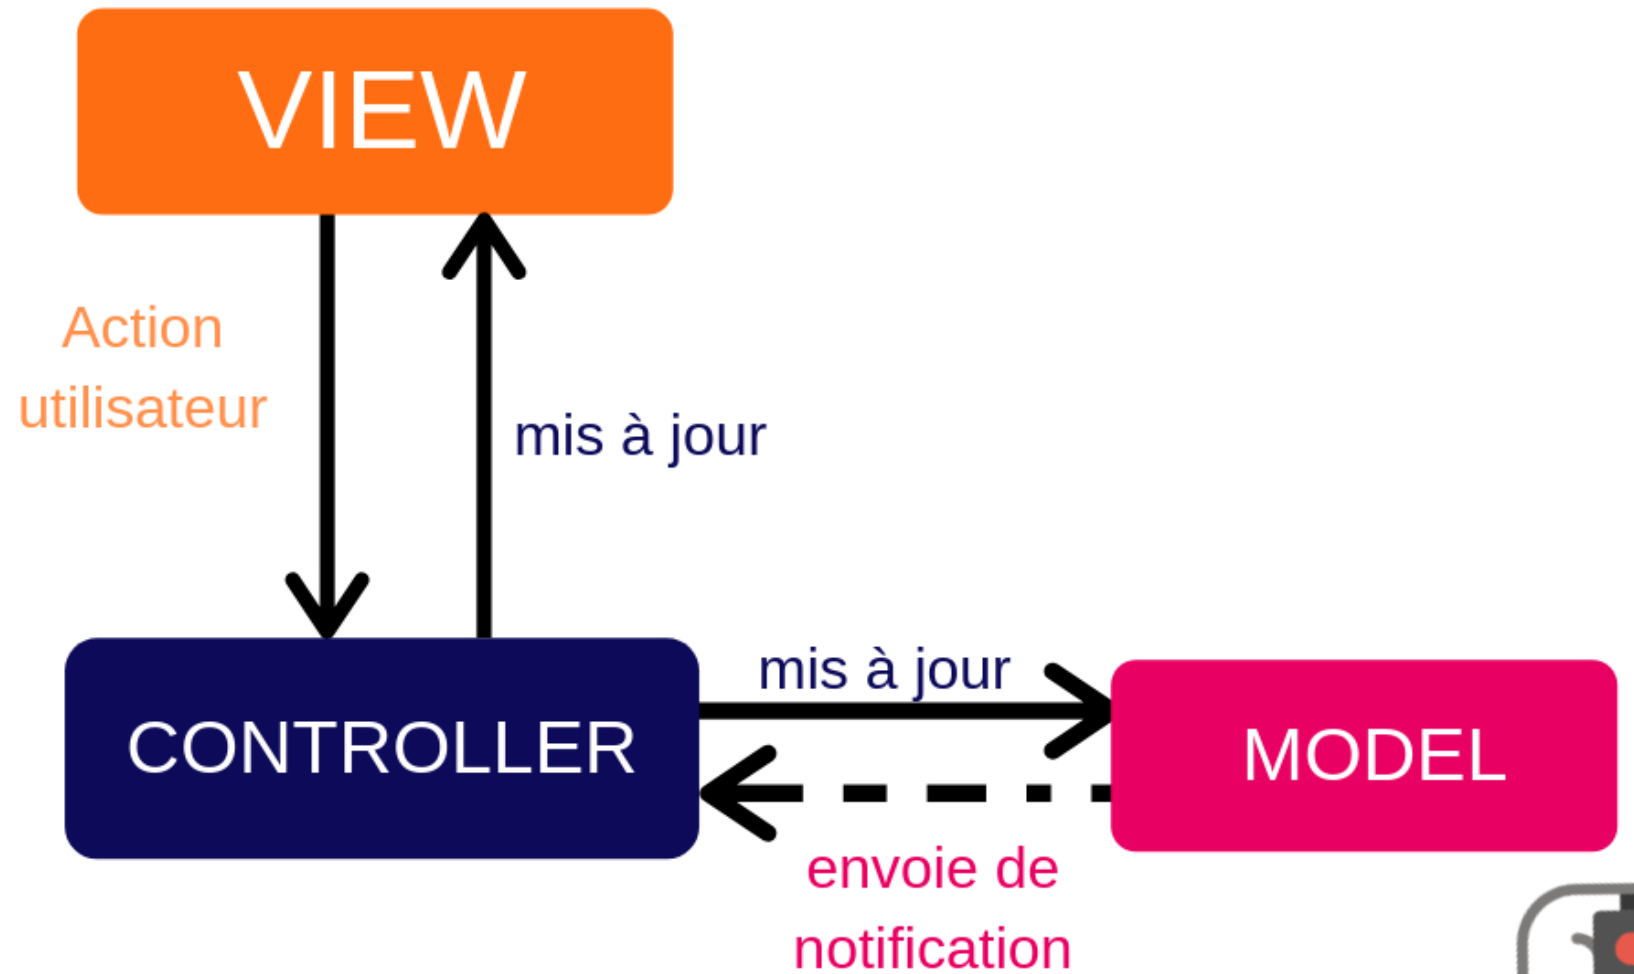 VIEW
Action
utilisateur
mis à jour
mis à jour
CONTROLLER
MODEL
envoie de
notification